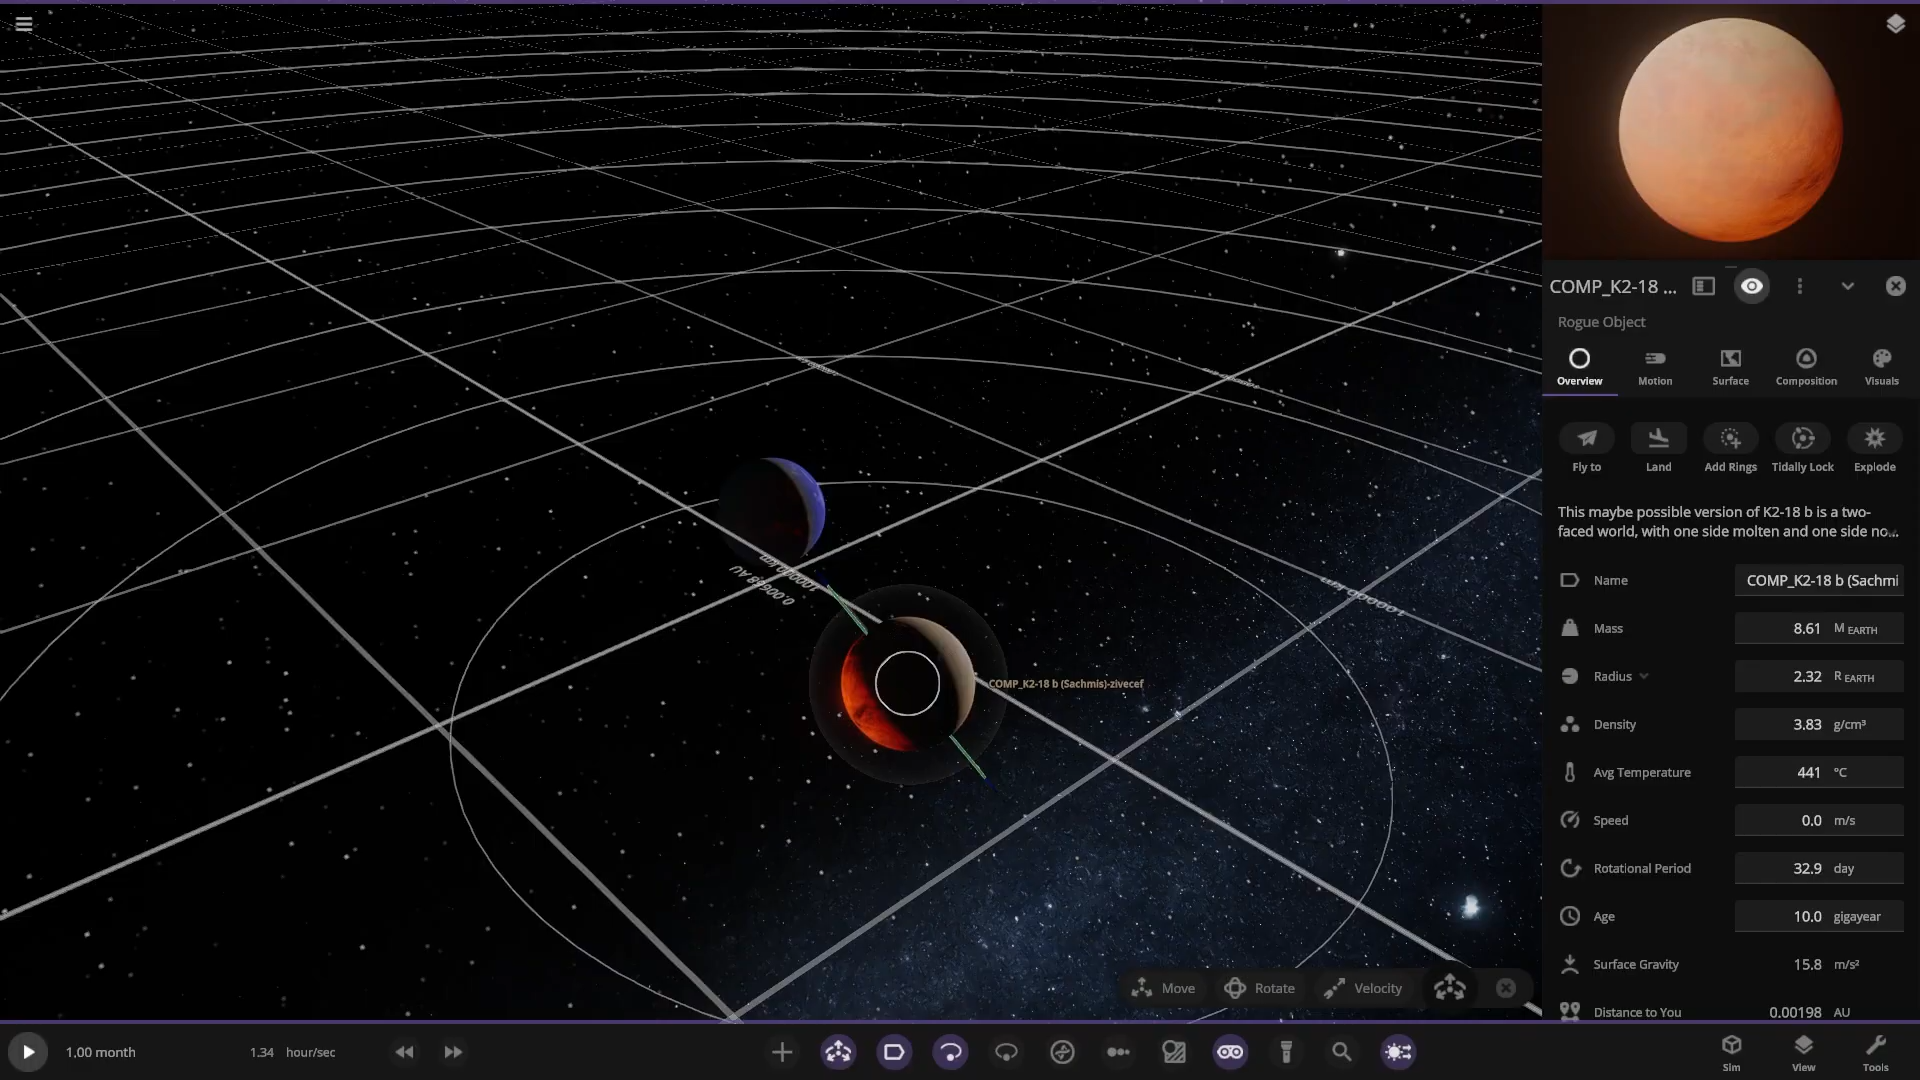 COMP_K2-18 ...
Rogue Object
Overview
Motion
Surface
Composition
Visuals
Fly to
Land
Add Rings
Tidally Lock
Explode
This maybe possible version of K2-18 b is a two-
faced world, with one side molten and one side no...
Name COMP_K2-18 b (Sachmi
Mass 8.61 M EARTH
Radius 2.32 R EARTH
Density 3.83 g/cm³
Avg Temperature 441 °C
Speed 0.0 m/s
Rotational Period 32.9 day
Age 10.0 gigayear
Surface Gravity 15.8 m/s²
Distance to You 0.00198 AU
100000 km
0.00668 AU
1000000 km
COMP_K2-18 b (Sachmis)-zivecef
Move
Rotate
Velocity
1,00 month
1.34 hour/sec
Sim
View
Tools